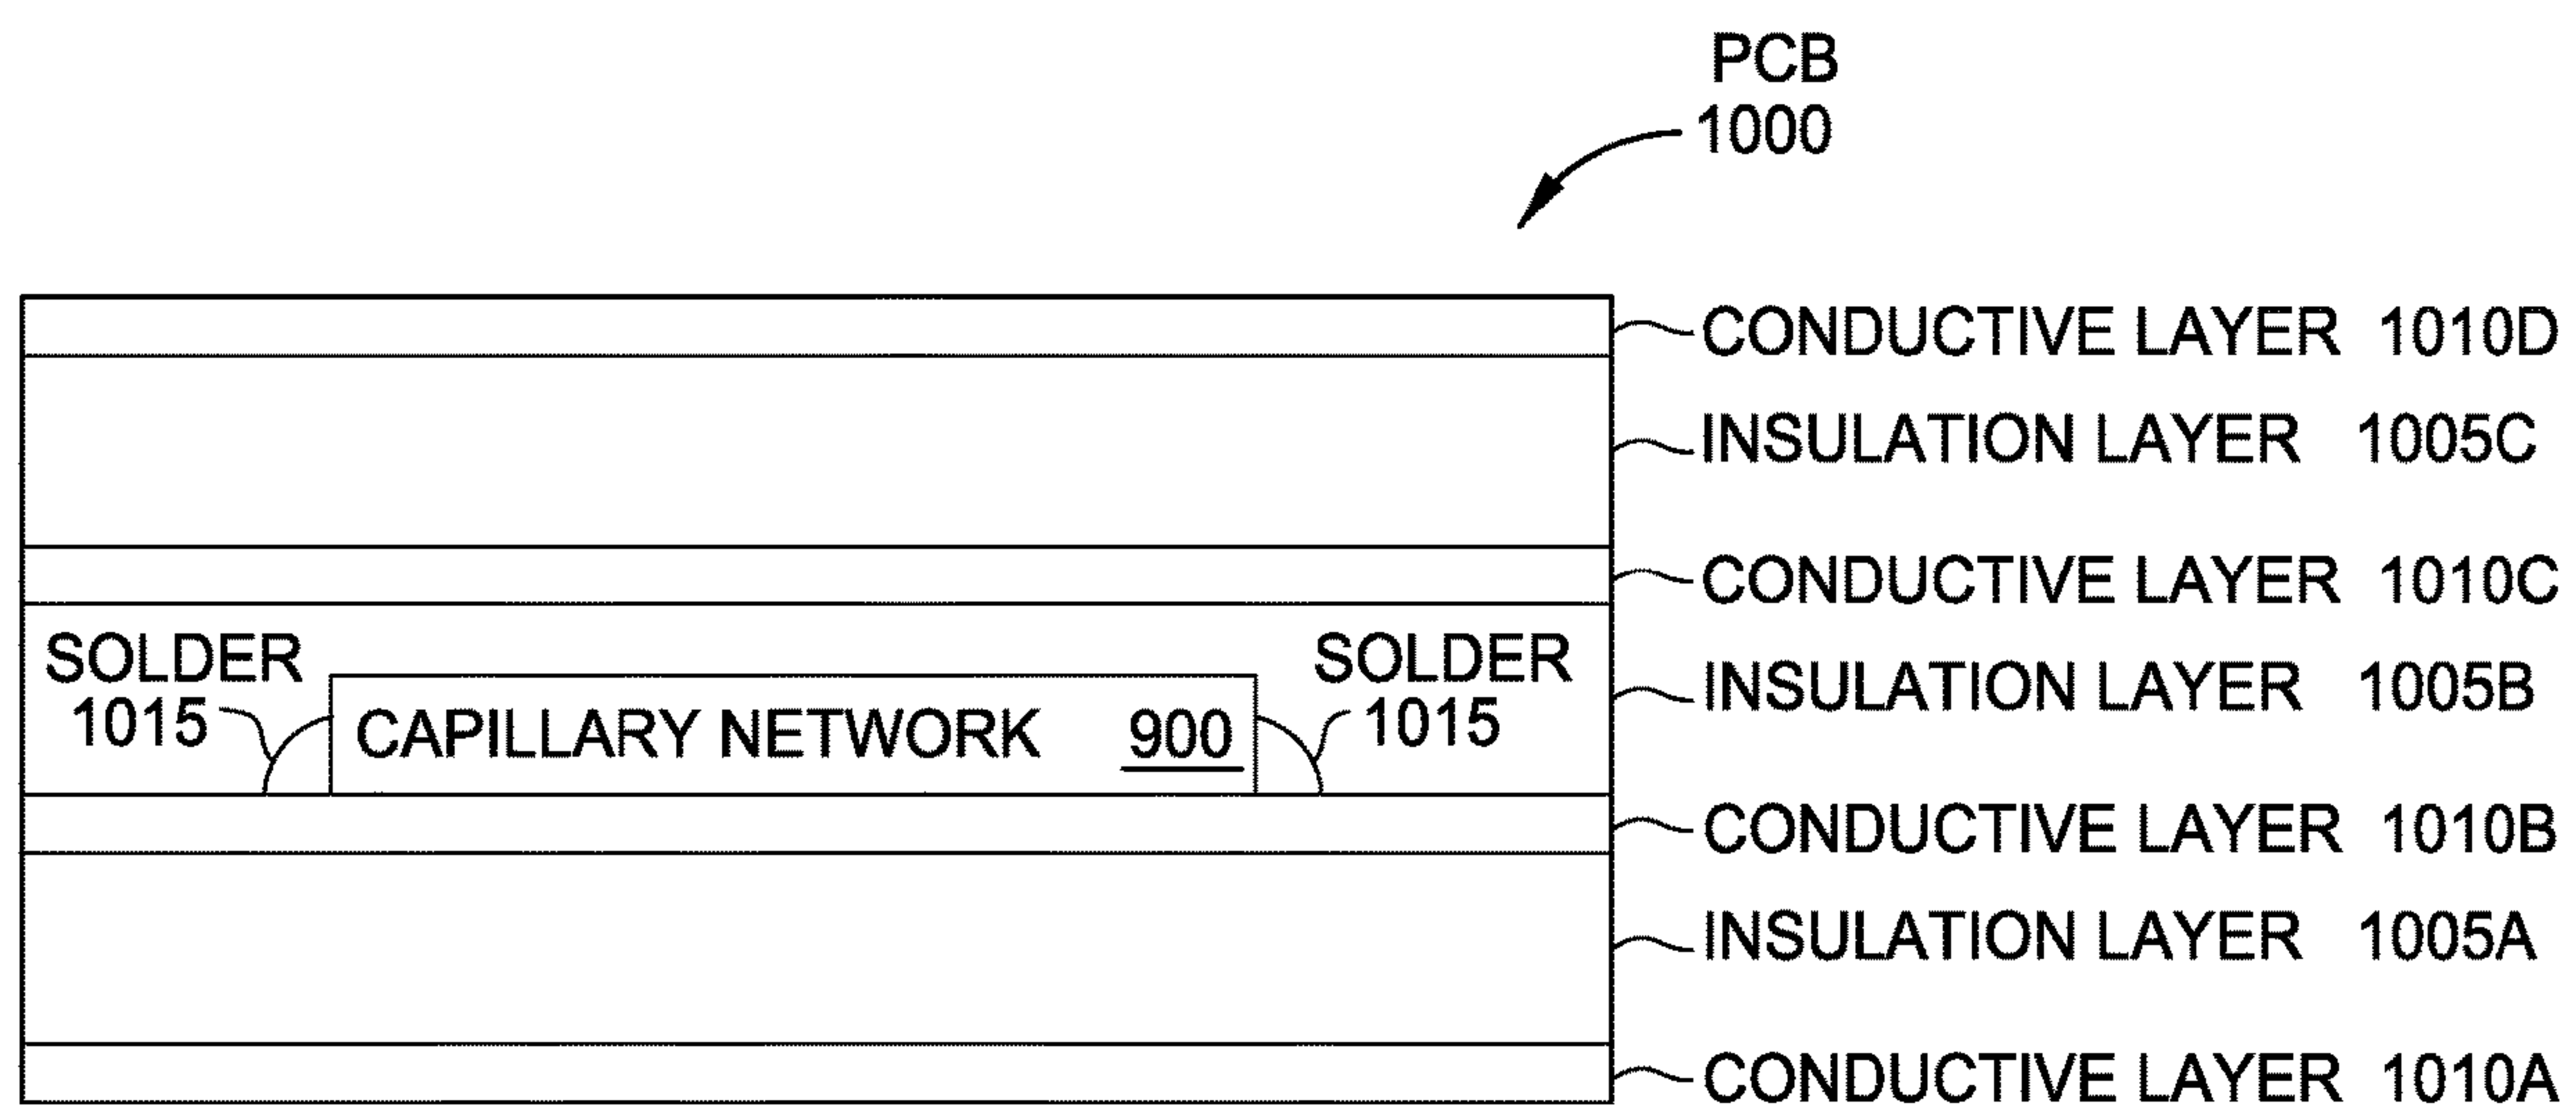 PCB
1000
CONDUCTIVE LAYER 1010D
INSULATION LAYER 1005C
CONDUCTIVE LAYER 1010C
SOLDER
1015
CAPILLARY NETWORK 900
SOLDER
1015
INSULATION LAYER 1005B
CONDUCTIVE LAYER 1010B
INSULATION LAYER 1005A
CONDUCTIVE LAYER 1010A